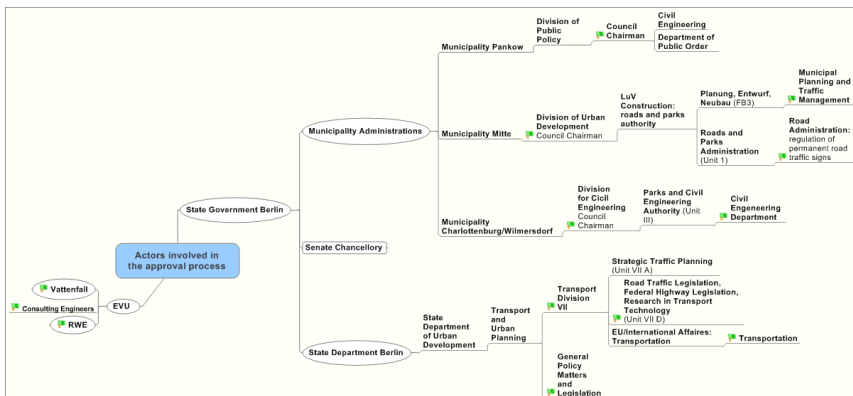 Municipality Pankow
Division of
Public
Policy
Council
Chairman
Civil
Engineering
Department of
Public Order
Municipality Administrations
Municipality Mitte
Division of Urban
Development
Council Chairman
LuV
Construction:
roads and parks
authority
Planung, Entwurf,
Neubau (FB3)
Municipal
Planning and
Traffic
Management
Roads and
Parks
Administration
(Unit 1)
Road
Administration:
regulation of
permanent road
traffic signs
Municipality
Charlottenburg/Wilmersdorf
Division
for Cicil
Engineering
Council
Chairman
Parks and Civil
Engineering
Authority (Unit
III)
Civil
Engeneering
Department
State Government Berlin
Senate Chancellory
Actors involved in
the approval process
Vattenfall
Consulting Engineers
RWE
EVU
State Department Berlin
State
Department
of Urban
Development
Transport
and
Urban
Planning
Transport
Division
VII
Strategic Traffic Planning
(Unit VII A)
Road Traffic Legislation,
Federal Highway Legislation,
Research in Transport
Technology
(Unit VII D)
EU/International Affaires:
Transportation
Transportation
General
Policy
Matters
and
Legislation